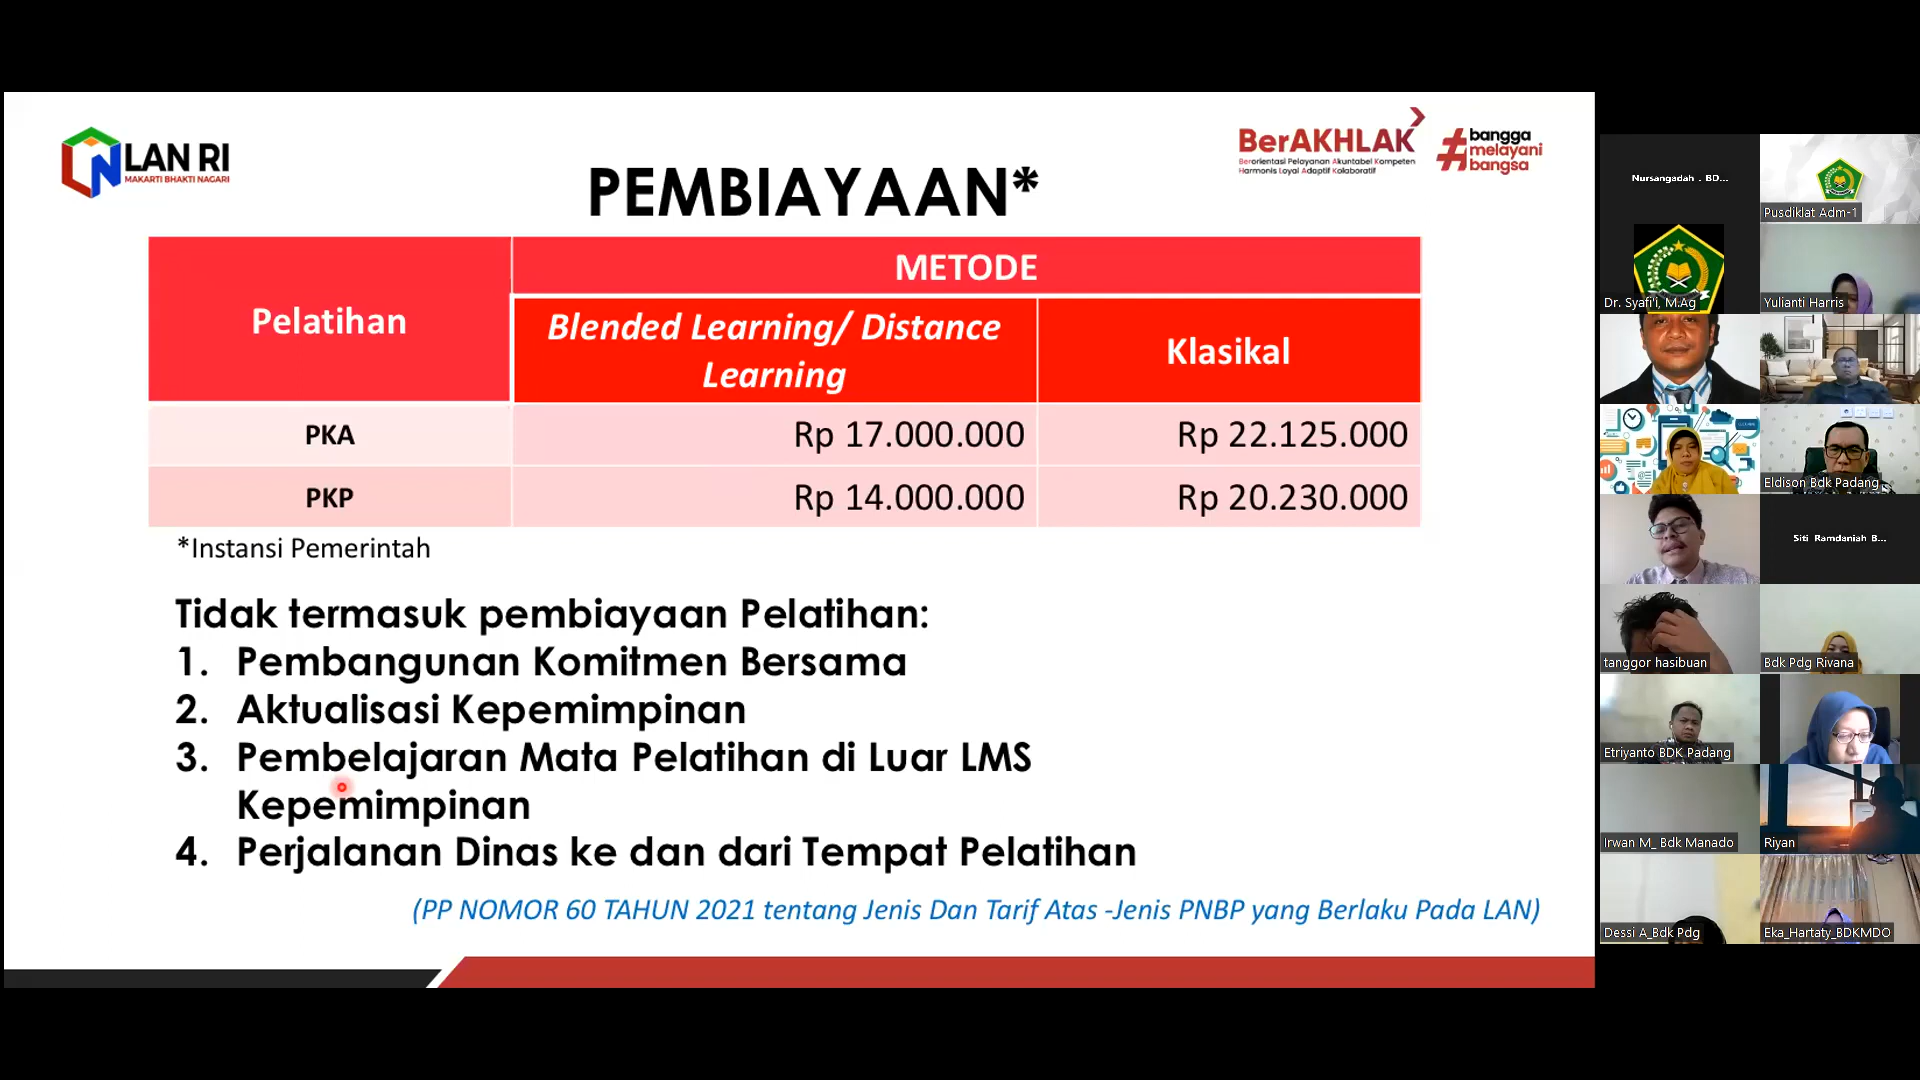 LAN RI
MAKARTI BHAKTI NAGARI
PEMBIAYAAN*
BerAKHLAK
Berorientasi Pelayanan Akuntabel Kompeten
Harmonis Loyal Adaptif Kolaboratif
#bangga
melayani
bangsa
Pelatihan
METODE
Blended Learning/ Distance
Learning
Klasikal
PKA Rp 17.000.000 Rp 22.125.000
PKP Rp 14.000.000 Rp 20.230.000
*Instansi Pemerintah
Tidak termasuk pembiayaan Pelatihan:
1. Pembangunan Komitmen Bersama
2. Aktualisasi Kepemimpinan
3. Pembelajaran Mata Pelatihan di Luar LMS
Kepemimpinan
4. Perjalanan Dinas ke dan dari Tempat Pelatihan
(PP NOMOR 60 TAHUN 2021 tentang Jenis Dan Tarif Atas -Jenis PNBP yang Berlaku Pada LAN)
Nursangadah . BD...
Pusdiklat Adm-1
Dr. Syafi'i, M.Ag
Yulianti Harris
Eldison Bdk Padang
Siti Ramdaniah B...
tanggor hasibuan
Bdk Pdg Rivana
Etriyanto BDK Padang
Irwan M_ Bdk Manado
Riyan
Dessi A_Bdk Pdg
Eka_Hartaty_BDKMDO